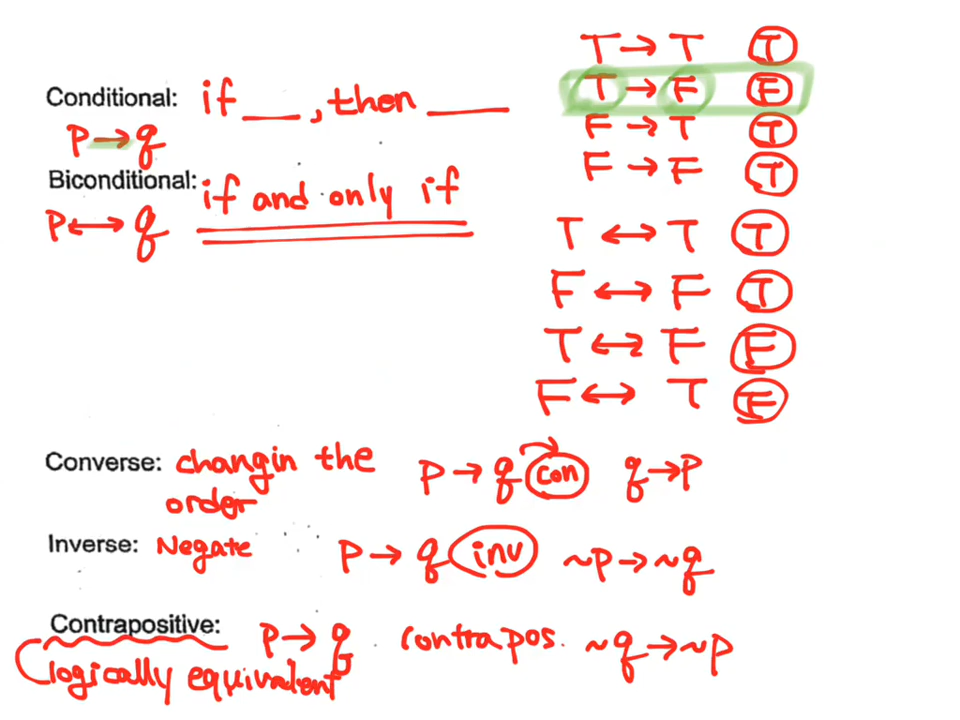 T → T T
Conditional: if ___, then ___
T → F F
P → q
F → T T
F → F T
Biconditional: if and only if
P ↔ q
T ↔ T T
F ↔ F T
T ↔ F F
F ↔ T F
Converse: changin the
order
P → q con q → P
Inverse: Negate P → q inv ~P → ~q
Contrapositive: P → q contrapos. ~q → ~P
logically equivalent